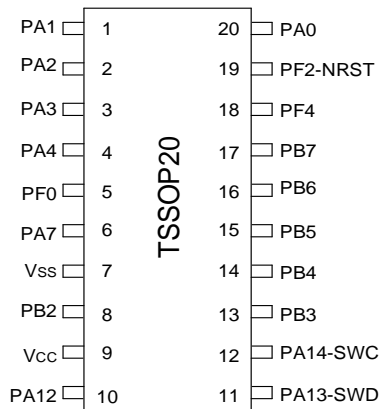 PA1 1 20 PA0
PA2 2 19 PF2-NRST
PA3 3 18 PF4
PA4 4 17 PB7
PF0 5 16 PB6
PA7 6 15 PB5
Vss 7 14 PB4
PB2 8 13 PB3
Vcc 9 12 PA14-SWC
PA12 10 11 PA13-SWD
TSSOP20